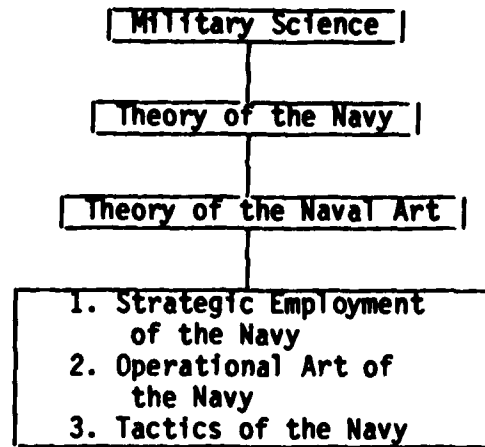 Military Science
Theory of the Navy
Theory of the Naval Art
1. Strategic Employment
of the Navy
2. Operational Art of
the Navy
3. Tactics of the Navy